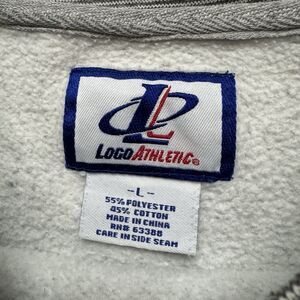 LOGO ATHLETIC®
- L -
55% POLYESTER
45% COTTON
MADE IN CHINA
RN# 63388
CARE IN SIDE SEAM